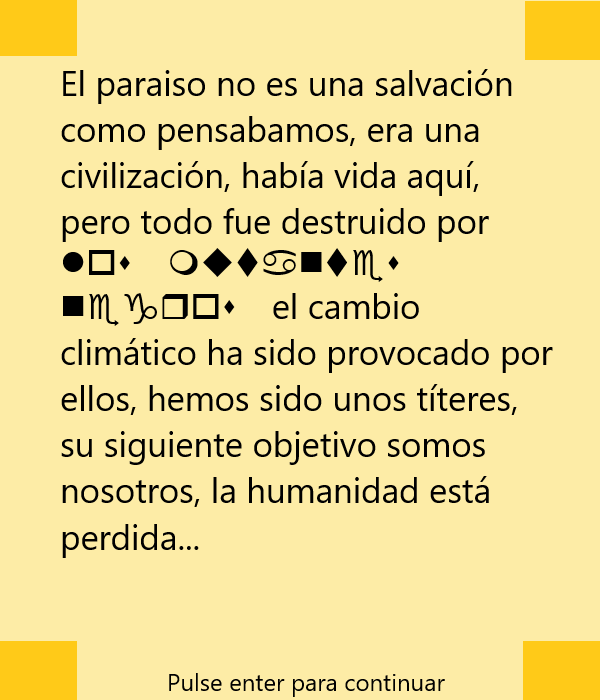 El paraiso no es una salvación
como pensabamos, era una
civilización, había vida aquí,
pero todo fue destruido por
●□⬧ ❍◆⧫♋■⧫♏⬧
■♏♑❒□⬧ el cambio
climático ha sido provocado por
ellos, hemos sido unos títeres,
su siguiente objetivo somos
nosotros, la humanidad está
perdida...
Pulse enter para continuar